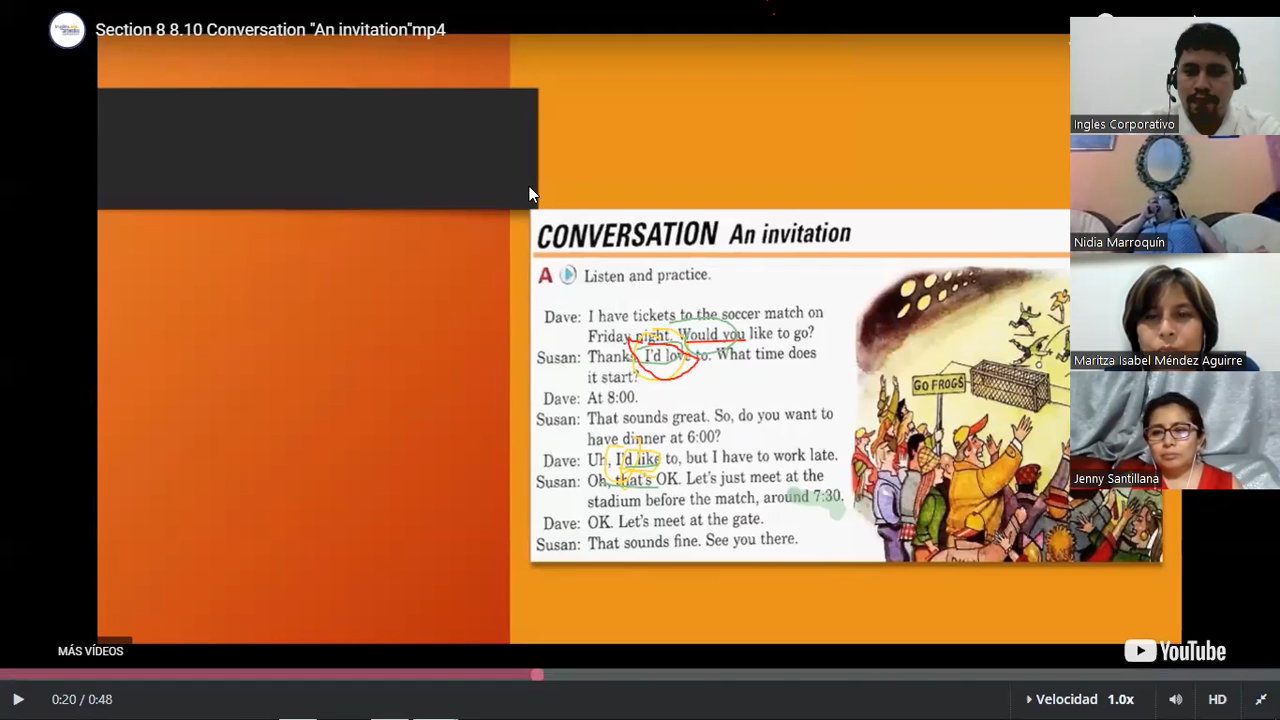 Section 8 8.10 Conversation "An invitation"mp4
Ingles Corporativo
Nidia Marroquín
Maritza Isabel Méndez Aguirre
Jenny Santillana
CONVERSATION An invitation
A Listen and practice.
Dave: I have tickets to the soccer match on
Friday night. Would you like to go?
Susan: Thanks. I'd love to. What time does
it start?
Dave: At 8:00.
Susan: That sounds great. So, do you want to
have dinner at 6:00?
Dave: Uh, I'd like to, but I have to work late.
Susan: Oh, that's OK. Let's just meet at the
stadium before the match, around 7:30.
Dave: OK. Let's meet at the gate.
Susan: That sounds fine. See you there.
GO FROGS
MÁS VÍDEOS
YouTube
0:20 / 0:48
Velocidad 1.0x
HD